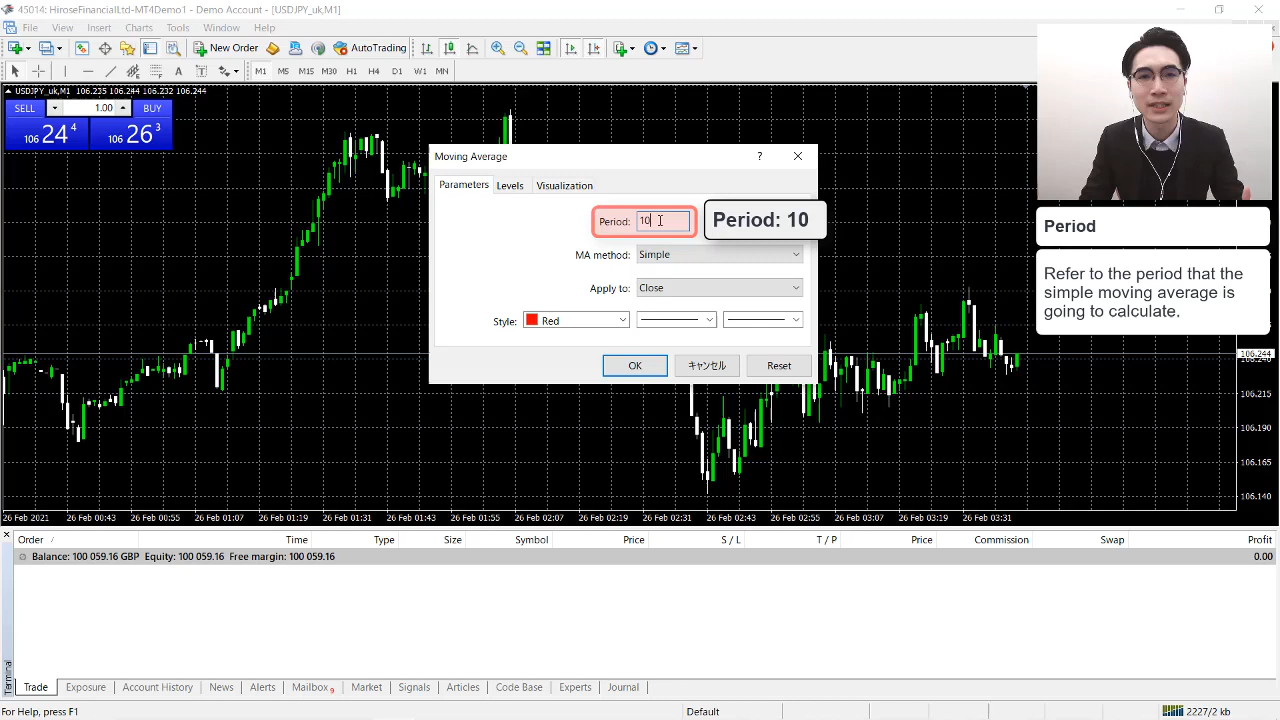 45014: HiroseFinancialLtd-MT4Demo1 - Demo Account - [USDJPY_uk,M1]
File View Insert Charts Tools Window Help
New Order AutoTrading
A T M1 M5 M15 M30 H1 H4 D1 W1 MN
USDJPY_uk,M1 106.235 106.244 106.232 106.244
SELL 1.00 BUY
106 24 4 106 26 3
Moving Average ?
Parameters Levels Visualization
Period: 10 Period: 10
MA method: Simple
Apply to: Close
Style: Red
OK キャンセル Reset
Period
Refer to the period that the
simple moving average is
going to calculate.
106.244
106.215
106.190
106.165
106.140
26 Feb 2021 26 Feb 00:43 26 Feb 00:55 26 Feb 01:07 26 Feb 01:19 26 Feb 01:31 26 Feb 01:43 26 Feb 01:55 26 Feb 02:07 26 Feb 02:19 26 Feb 02:31 26 Feb 02:43 26 Feb 02:55 26 Feb 03:07 26 Feb 03:19 26 Feb 03:31
Order / Time Type Size Symbol Price S / L T / P Price Commission Swap Profit
Balance: 100 059.16 GBP Equity: 100 059.16 Free margin: 100 059.16 0.00
Terminal
Trade Exposure Account History News Alerts Mailbox 9 Market Signals Articles Code Base Experts Journal
For Help, press F1 Default 2227/2 kb